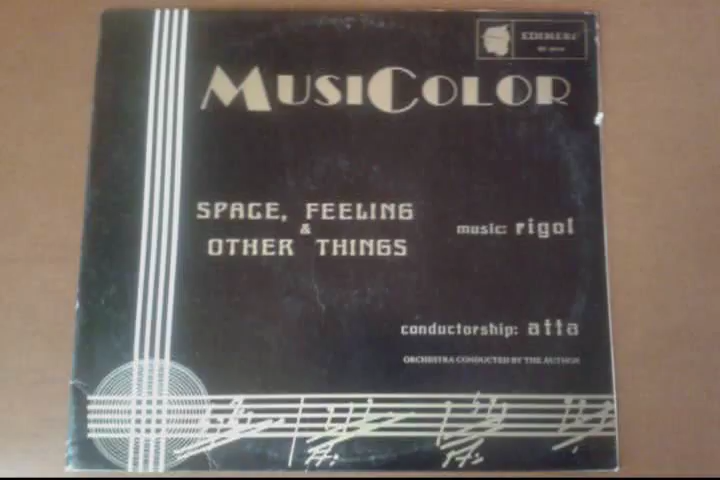 MUSICOLOR
SPACE, FEELING
&
OTHER THINGS
music: rigol
conductorship: atta
ORCHESTRA CONDUCTED BY THE AUTHOR